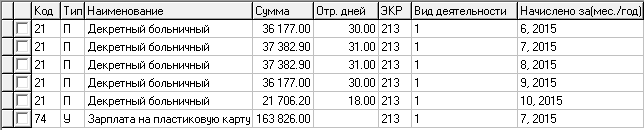 Код Тип Наименование Сумма Отр. дней ЭКР Вид деятельности Начислено за(мес./год)
21 П Декретный больничный 36 177.00 30.00 213 1 6, 2015
21 П Декретный больничный 37 382.90 31.00 213 1 7, 2015
21 П Декретный больничный 37 382.90 31.00 213 1 8, 2015
21 П Декретный больничный 36 177.00 30.00 213 1 9, 2015
21 П Декретный больничный 21 706.20 18.00 213 1 10, 2015
74 У Зарплата на пластиковую карту 163 826.00 213 1 7, 2015